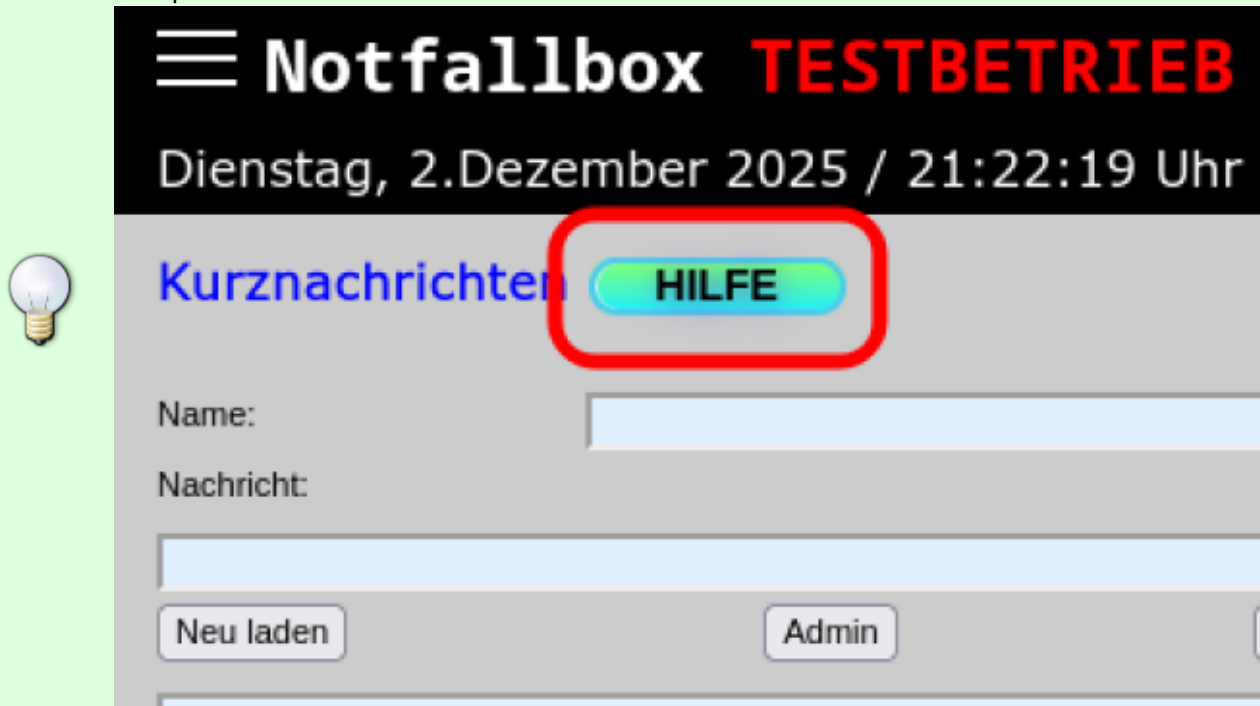 Notfallbox TESTBETRIEB
Dienstag, 2.Dezember 2025 / 21:22:19 Uhr
Kurznachrichten HILFE
Name:
Nachricht:
Neu laden Admin